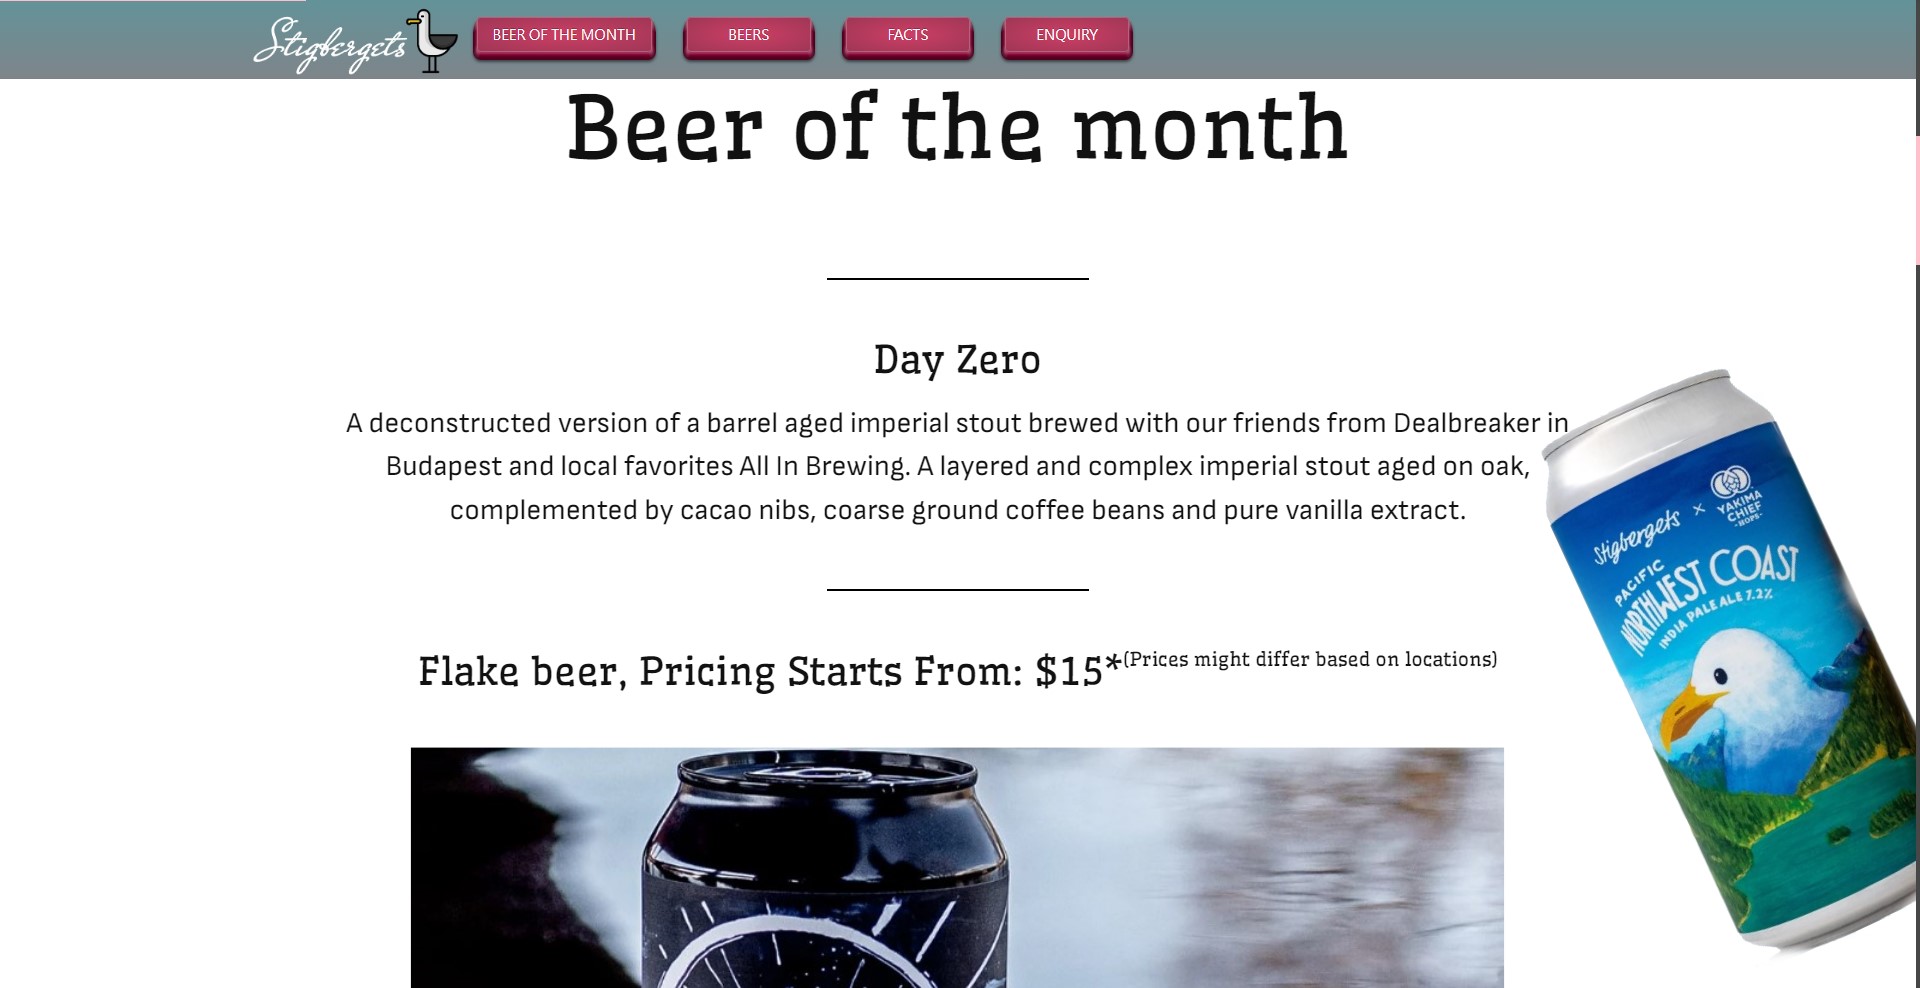 Stigbergets
BEER OF THE MONTH
BEERS
FACTS
ENQUIRY
Beer of the month
Day Zero
A deconstructed version of a barrel aged imperial stout brewed with our friends from Dealbreaker in
Budapest and local favorites All In Brewing. A layered and complex imperial stout aged on oak,
complemented by cacao nibs, coarse ground coffee beans and pure vanilla extract.
Flake beer, Pricing Starts From: $15*(Prices might differ based on locations)
Stigbergets x YAKIMA
CHIEF
-HOPS-
PACIFIC
NORTHWEST COAST
INDIA PALE ALE 7.2%